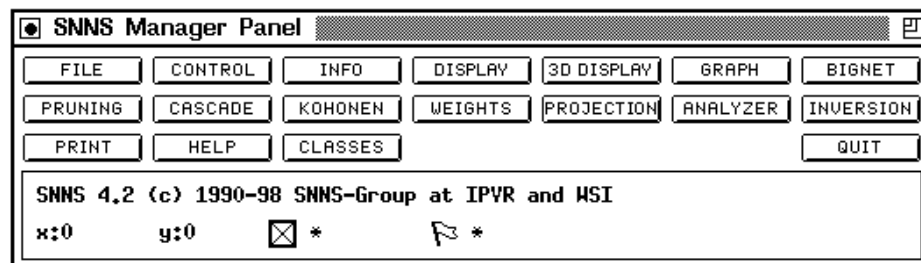 SNNS Manager Panel
FILE CONTROL INFO DISPLAY 3D DISPLAY GRAPH BIGNET
PRUNING CASCADE KOHONEN WEIGHTS PROJECTION ANALYZER INVERSION
PRINT HELP CLASSES QUIT
SNNS 4.2 (c) 1990-98 SNNS-Group at IPVR and WSI
x:0 y:0 * *